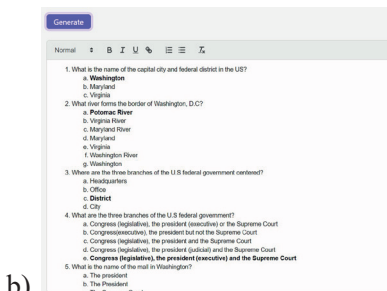 Generate
Normal B I U
1. What is the name of the capital city and federal district in the US?
a. Washington
b. Maryland
c. Virginia
2. What river forms the border of Washington, D.C?
a. Potomac River
b. Virginia River
c. Maryland River
d. Maryland
e. Virginia
f. Washington River
g. Washington
3. Where are the three branches of the U.S federal government centered?
a. Headquarters
b. Office
c. District
d. City
4. What are the three branches of the U.S federal government?
a. Congress (legislative), the president (executive) or the Supreme Court
b. Congress(executive), the president but not the Supreme Court
c. Congress (legislative), the president and the Supreme Court
d. Congress (legislative), the president (judicial) and the Supreme Court
e. Congress (legislative), the president (executive) and the Supreme Court
5. What is the name of the mall in Washington?
a. The president
b. The President
b)